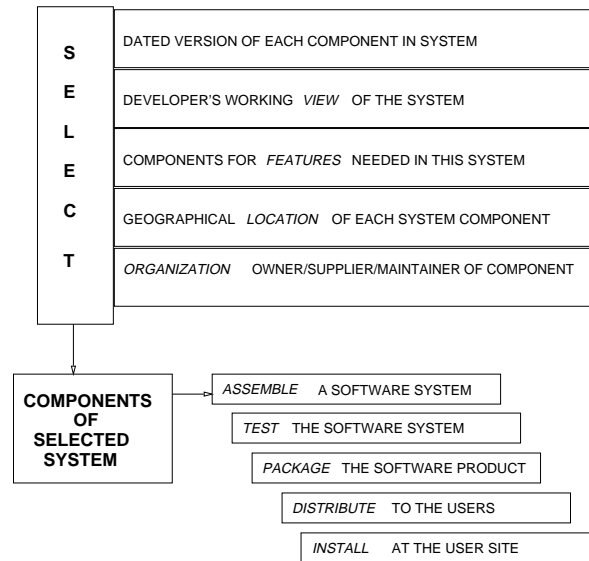 SELECT
DATED VERSION OF EACH COMPONENT IN SYSTEM
DEVELOPER'S WORKING VIEW OF THE SYSTEM
COMPONENTS FOR FEATURES NEEDED IN THIS SYSTEM
GEOGRAPHICAL LOCATION OF EACH SYSTEM COMPONENT
ORGANIZATION OWNER/SUPPLIER/MAINTAINER OF COMPONENT
COMPONENTS
OF
SELECTED
SYSTEM
ASSEMBLE A SOFTWARE SYSTEM
TEST THE SOFTWARE SYSTEM
PACKAGE THE SOFTWARE PRODUCT
DISTRIBUTE TO THE USERS
INSTALL AT THE USER SITE